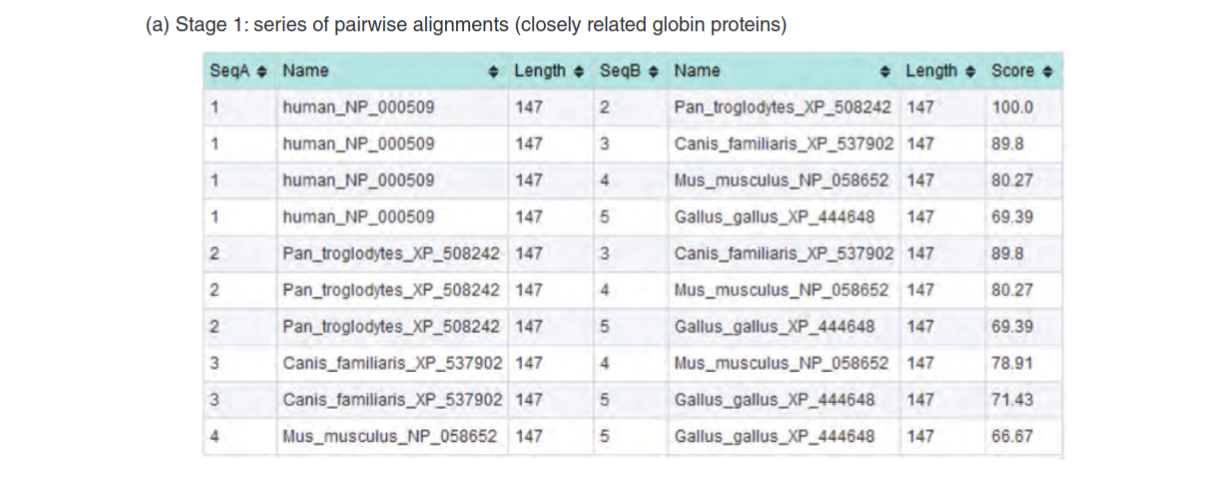 (a) Stage 1: series of pairwise alignments (closely related globin proteins)
SeqA Name Length SeqB Name Length Score
1 human_NP_000509 147 2 Pan_troglodytes_XP_508242 147 100.0
1 human_NP_000509 147 3 Canis_familiaris_XP_537902 147 89.8
1 human_NP_000509 147 4 Mus_musculus_NP_058652 147 80.27
1 human_NP_000509 147 5 Gallus_gallus_XP_444648 147 69.39
2 Pan_troglodytes_XP_508242 147 3 Canis_familiaris_XP_537902 147 89.8
2 Pan_troglodytes_XP_508242 147 4 Mus_musculus_NP_058652 147 80.27
2 Pan_troglodytes_XP_508242 147 5 Gallus_gallus_XP_444648 147 69.39
3 Canis_familiaris_XP_537902 147 4 Mus_musculus_NP_058652 147 78.91
3 Canis_familiaris_XP_537902 147 5 Gallus_gallus_XP_444648 147 71.43
4 Mus_musculus_NP_058652 147 5 Gallus_gallus_XP_444648 147 66.67